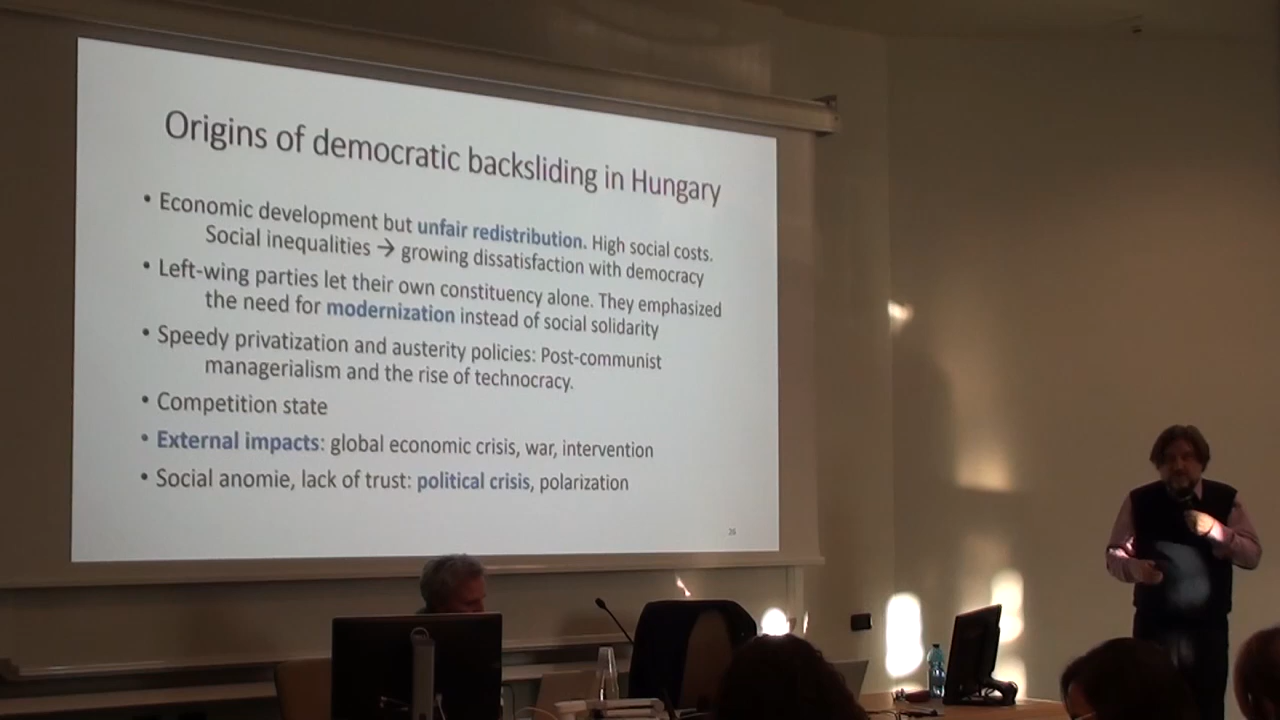 Origins of democratic backsliding in Hungary
• Economic development but unfair redistribution. High social costs.
Social inequalities → growing dissatisfaction with democracy
• Left-wing parties let their own constituency alone. They emphasized
the need for modernization instead of social solidarity
• Speedy privatization and austerity policies: Post-communist
managerialism and the rise of technocracy.
• Competition state
• External impacts: global economic crisis, war, intervention
• Social anomie, lack of trust: political crisis, polarization
26